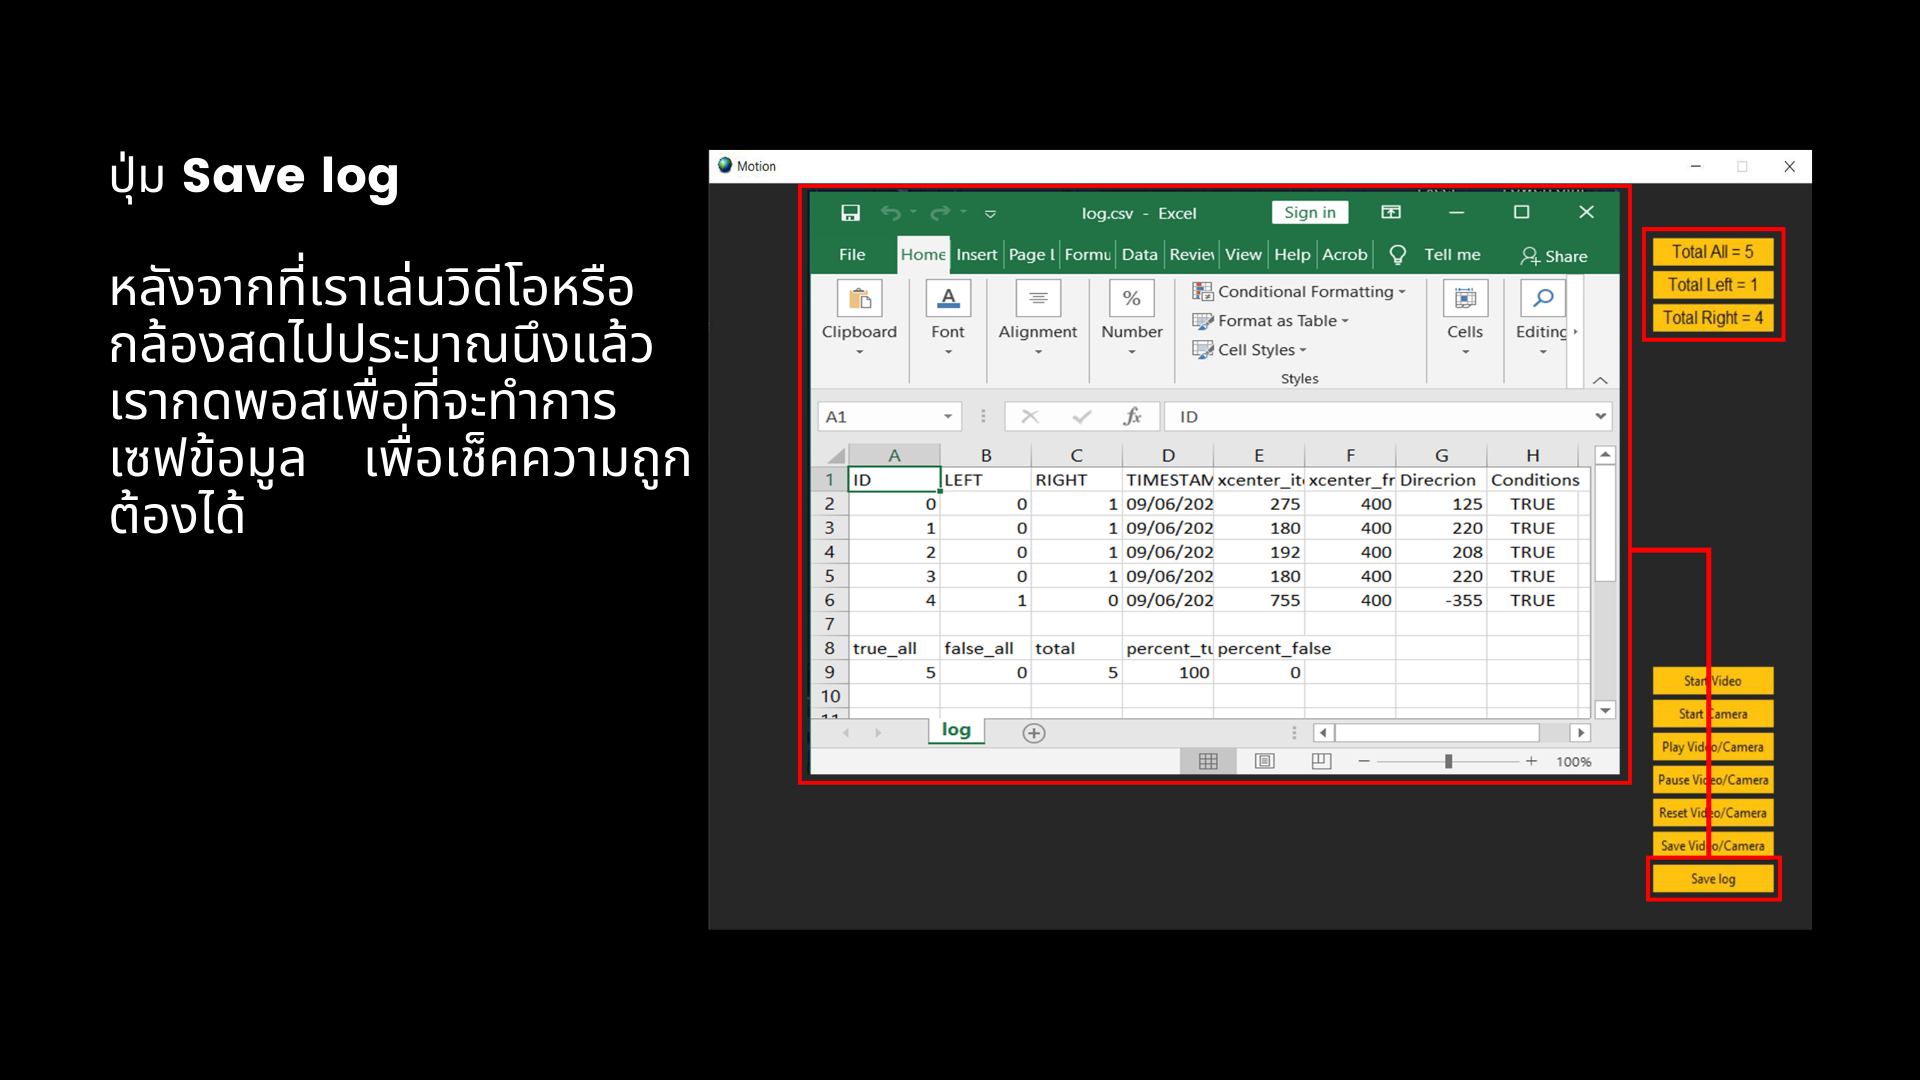 ปุ่ม Save log
หลังจากที่เราเล่นวิดีโอหรือ
กล้องสดไปประมาณนึงแล้ว
เรากดพอสเพื่อที่จะทำการ
เซฟข้อมูล เพื่อเช็คความถูก
ต้องได้
Motion
log.csv - Excel
Sign in
File Home Insert Page l Formu Data Review View Help Acrob Tell me Share
Clipboard Font Alignment Number Conditional Formatting Cells Editing
Format as Table
Cell Styles
Styles
A1 ID
A B C D E F G H
1 ID LEFT RIGHT TIMESTAM xcenter_ite xcenter_fr Direcrion Conditions
2 0 0 1 09/06/202 275 400 125 TRUE
3 1 0 1 09/06/202 180 400 220 TRUE
4 2 0 1 09/06/202 192 400 208 TRUE
5 3 0 1 09/06/202 180 400 220 TRUE
6 4 1 0 09/06/202 755 400 -355 TRUE
7
8 true_all false_all total percent_tu percent_false
9 5 0 5 100 0
10
11
log
100%
Total All = 5
Total Left = 1
Total Right = 4
Start Video
Start Camera
Play Video/Camera
Pause Video/Camera
Reset Video/Camera
Save Video/Camera
Save log